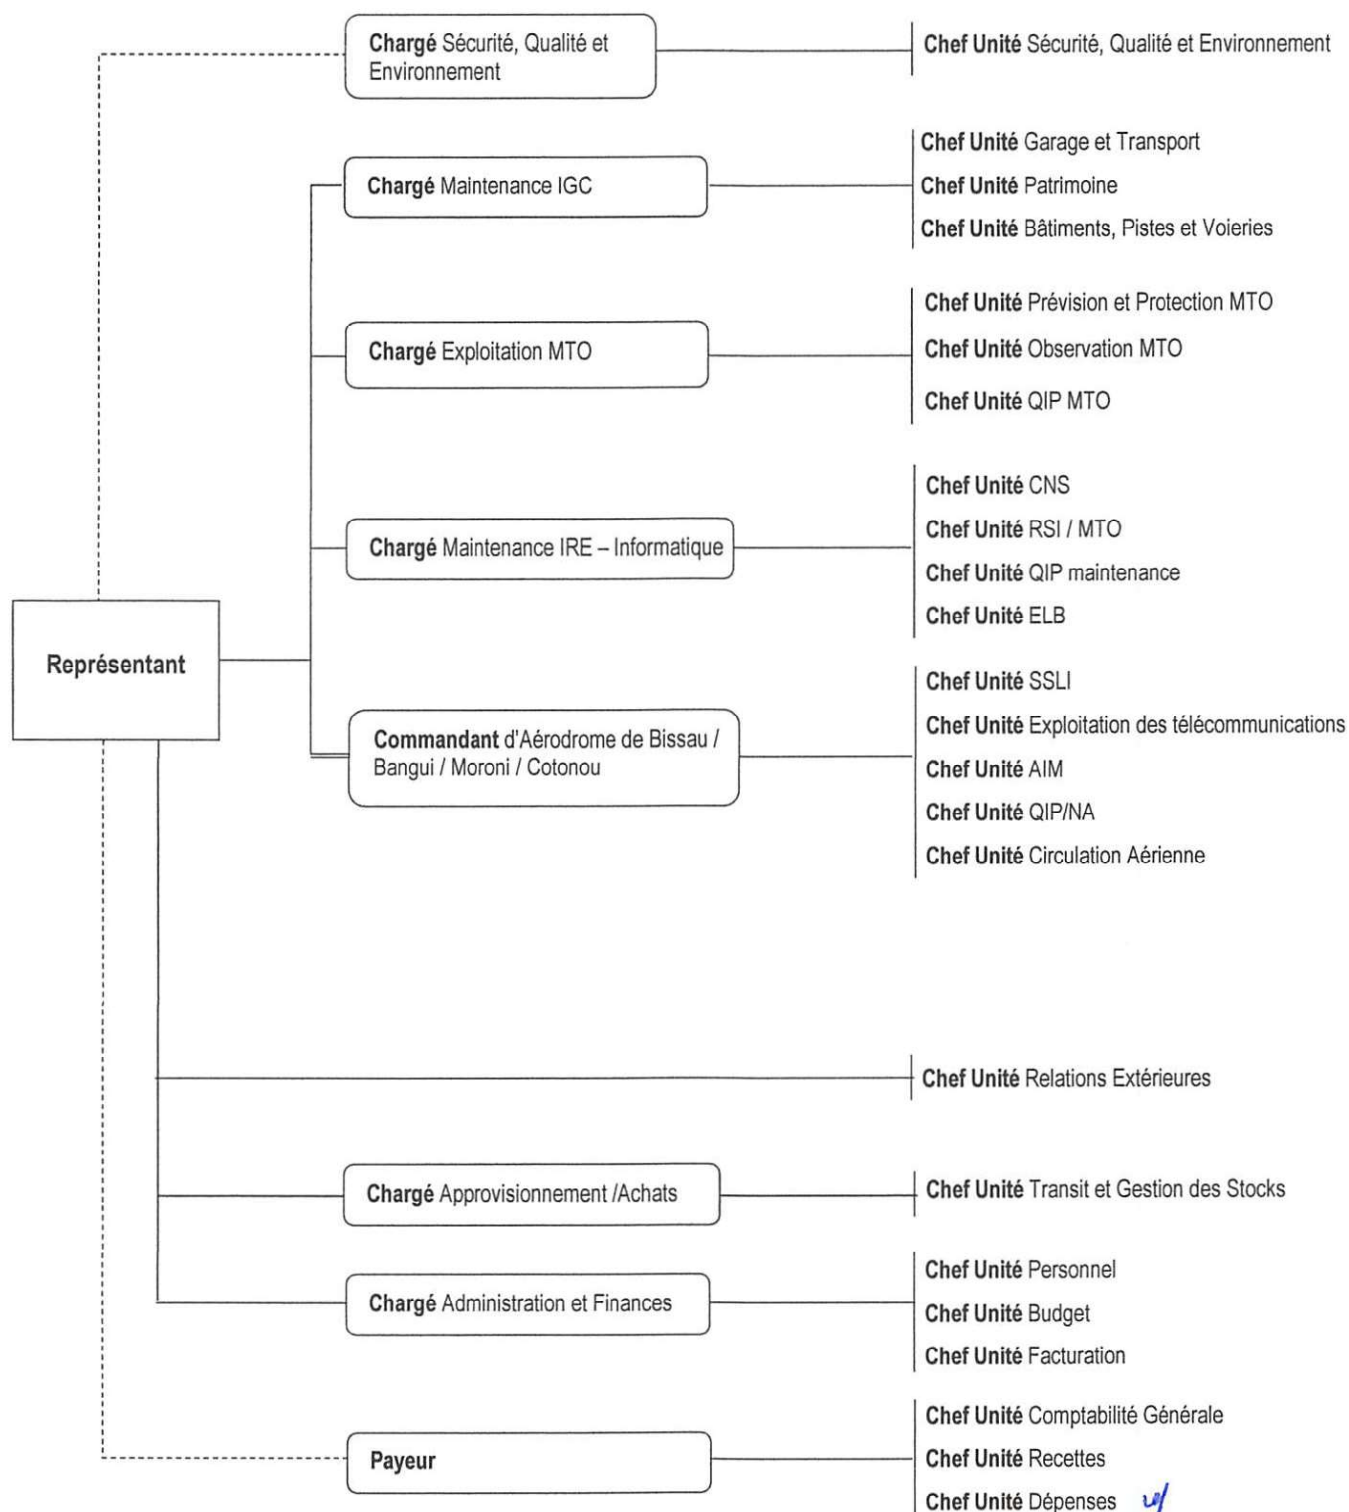 Chargé Sécurité, Qualité et
Environnement
Chef Unité Sécurité, Qualité et Environnement
Chargé Maintenance IGC
Chef Unité Garage et Transport
Chef Unité Patrimoine
Chef Unité Bâtiments, Pistes et Voieries
Chargé Exploitation MTO
Chef Unité Prévision et Protection MTO
Chef Unité Observation MTO
Chef Unité QIP MTO
Chargé Maintenance IRE – Informatique
Chef Unité CNS
Chef Unité RSI / MTO
Chef Unité QIP maintenance
Chef Unité ELB
Représentant
Commandant d'Aérodrome de Bissau /
Bangui / Moroni / Cotonou
Chef Unité SSLI
Chef Unité Exploitation des télécommunications
Chef Unité AIM
Chef Unité QIP/NA
Chef Unité Circulation Aérienne
Chef Unité Relations Extérieures
Chargé Approvisionnement /Achats
Chef Unité Transit et Gestion des Stocks
Chargé Administration et Finances
Chef Unité Personnel
Chef Unité Budget
Chef Unité Facturation
Payeur
Chef Unité Comptabilité Générale
Chef Unité Recettes
Chef Unité Dépenses